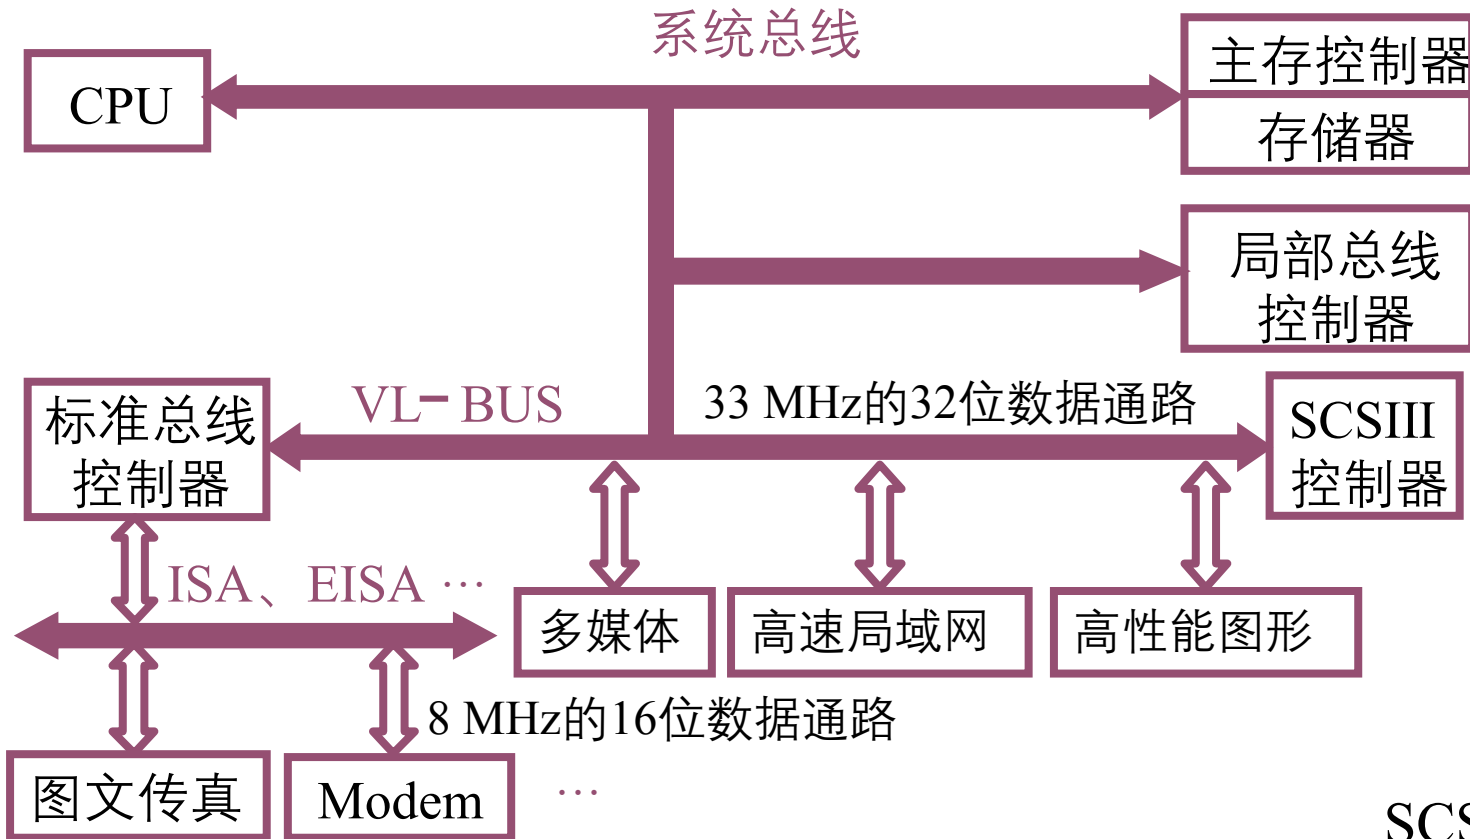 系统总线
CPU
主存控制器
存储器
局部总线
控制器
VL-BUS
33 MHz的32位数据通路
标准总线
控制器
SCSIII
控制器
ISA、EISA …
多媒体
高速局域网
高性能图形
8 MHz的16位数据通路
图文传真
Modem
…
SCS